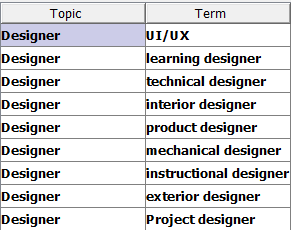 Topic Term
Designer UI/UX
Designer learning designer
Designer technical designer
Designer interior designer
Designer product designer
Designer mechanical designer
Designer instructional designer
Designer exterior designer
Designer Project designer